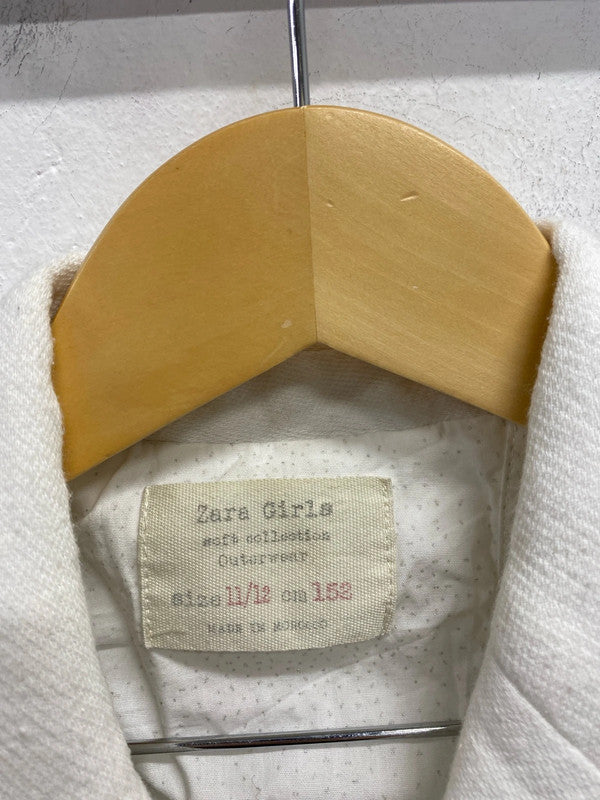 Zara Girls
soft collection
Outerwear
size 11/12 cm 152
MADE IN MOROCCO